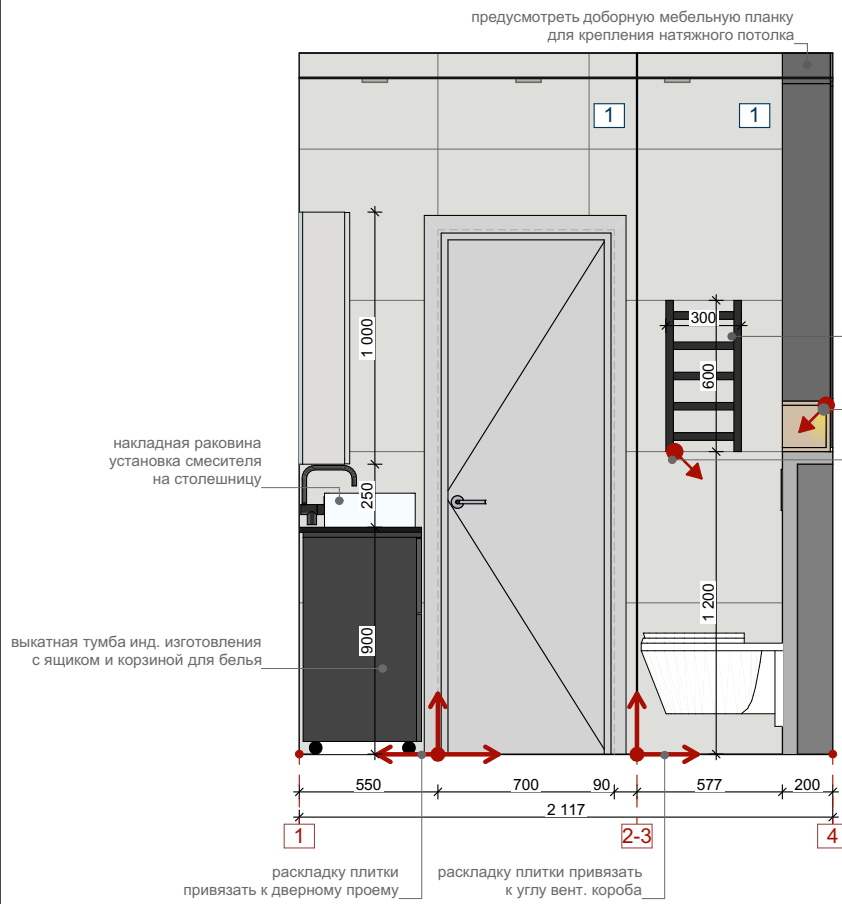 предусмотреть доборную мебельную планку
для крепления натяжного потолка
1
1
300
1 000
600
накладная раковина
установка смесителя
на столешницу
250
1 200
900
выкатная тумба инд. изготовления
с ящиком и корзиной для белья
550
700
90
577
200
2 117
1
2-3
4
раскладку плитки
привязать к дверному проему
раскладку плитки привязать
к углу вент. короба